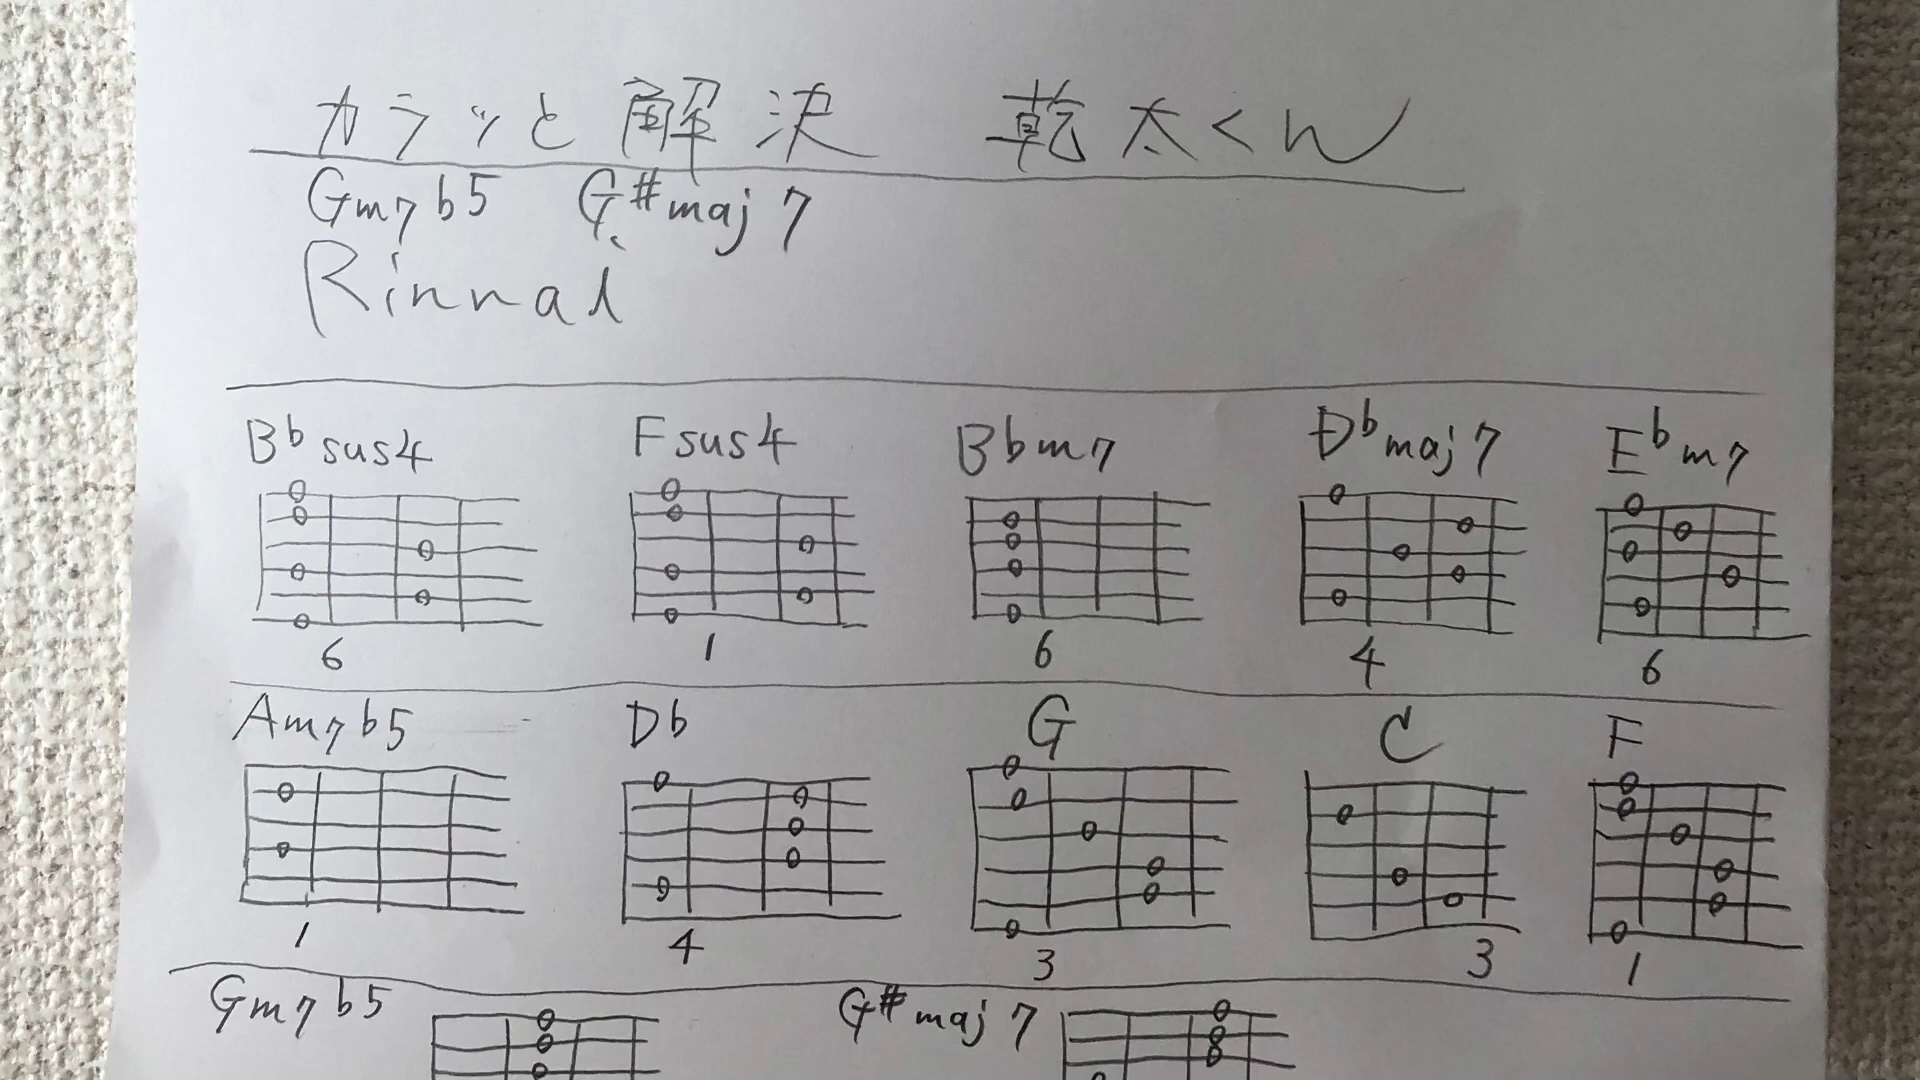 カラッと解決 乾太くん
Gm7b5 G#maj7
Rinnai
Bbsus4 Fsus4 Bbm7 Dbmaj7 Ebm7
6 1 6 4 6
Am7b5 Db G C F
1 4 3 3 1
Gm7b5 G#maj7